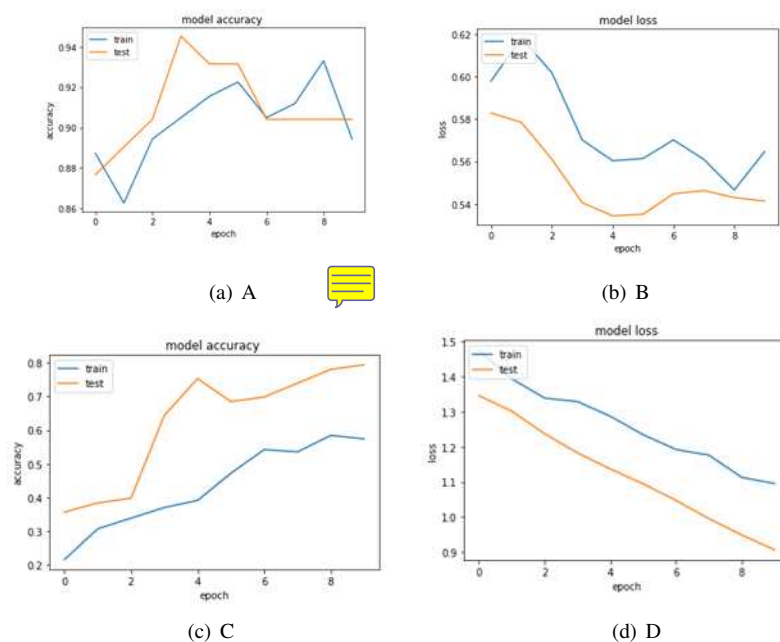 model accuracy
train
test
0.94
0.92
0.90
0.88
0.86
accuracy
0 2 4 6 8
epoch
(a) A
model loss
train
test
0.62
0.60
0.58
0.56
0.54
loss
0 2 4 6 8
epoch
(b) B
model accuracy
train
test
0.8
0.7
0.6
0.5
0.4
0.3
0.2
accuracy
0 2 4 6 8
epoch
(c) C
model loss
train
test
1.5
1.4
1.3
1.2
1.1
1.0
0.9
loss
0 2 4 6 8
epoch
(d) D